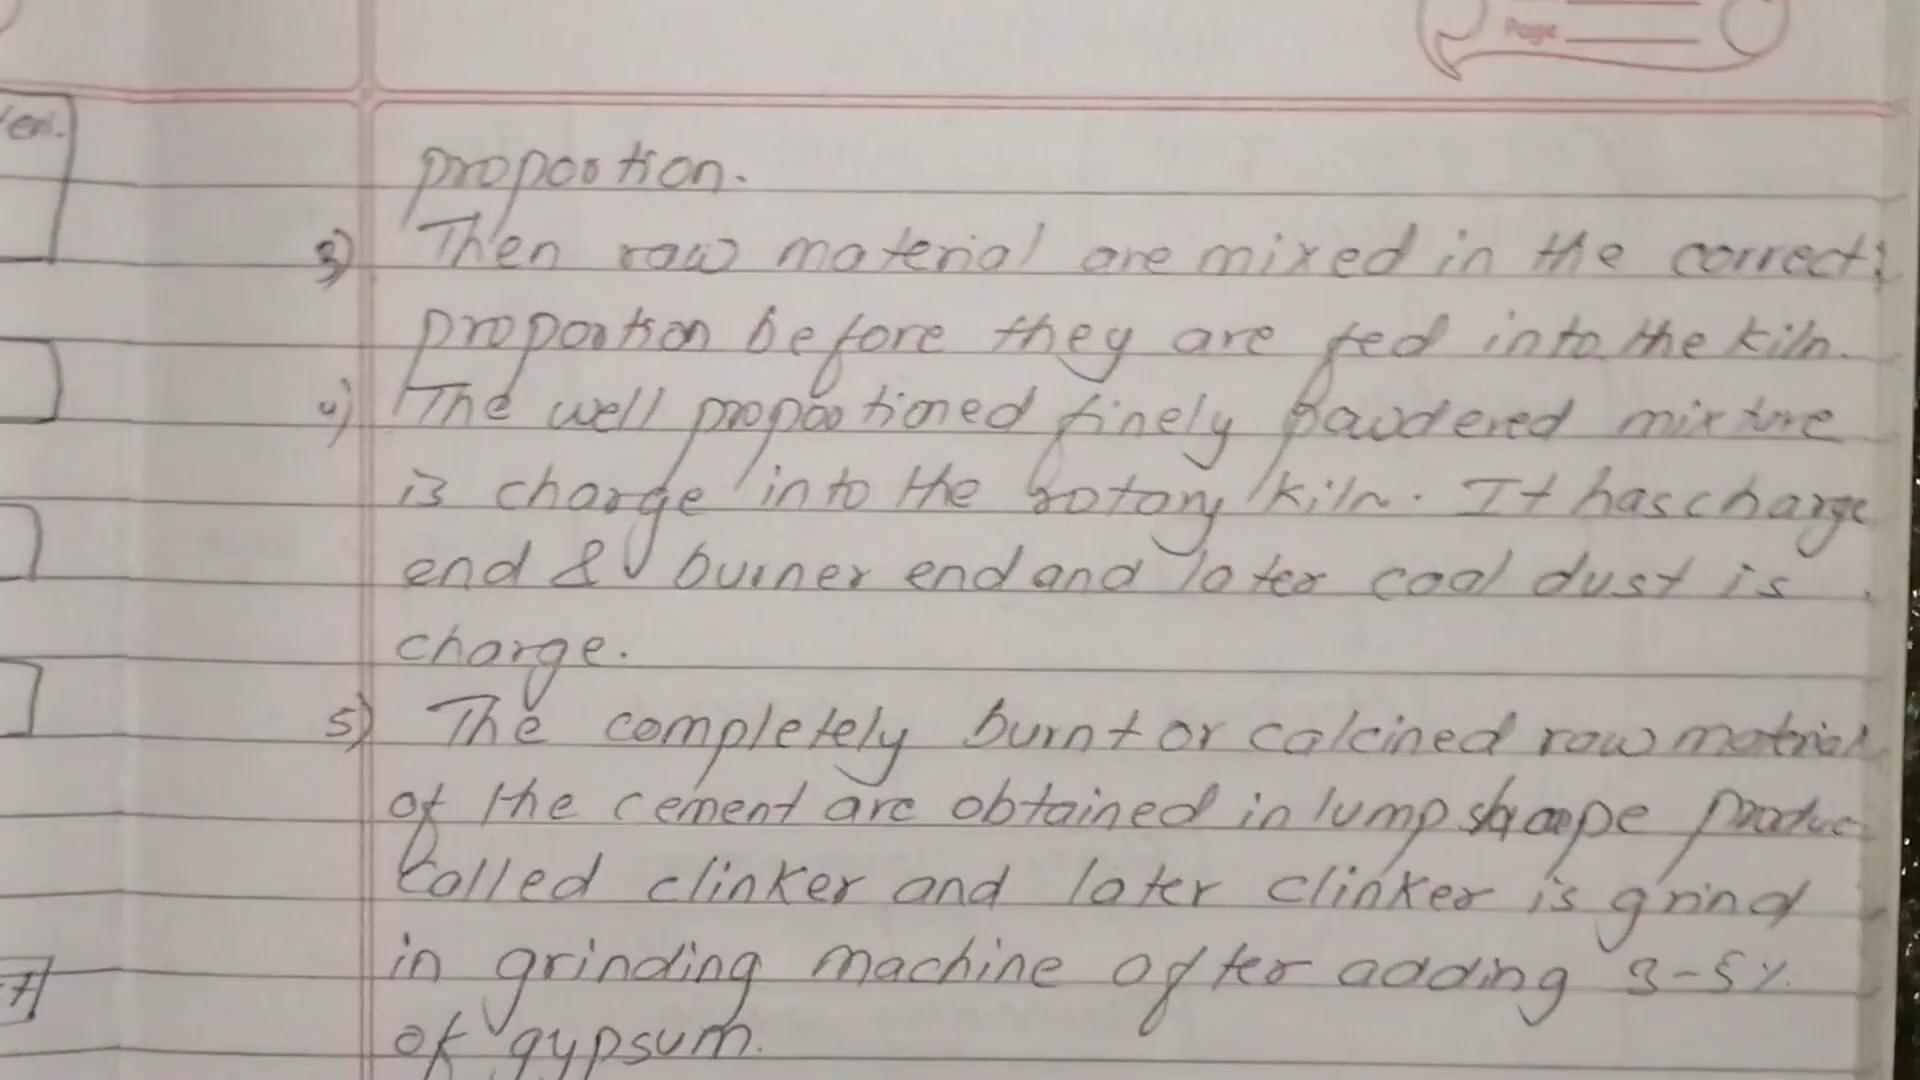 Page
eri.
proportion.
3) Then raw material are mixed in the correct
proportion before they are fed into the kiln.
4) The well proportioned finely powdered mixture
is charge into the rotary kiln. It has charge
end & burner end and later coal dust is
charge.
5) The completely burnt or calcined raw material
of the cement are obtained in lump shape produc
called clinker and later clinker is grind
in grinding machine after adding 3-5%
of gypsum.